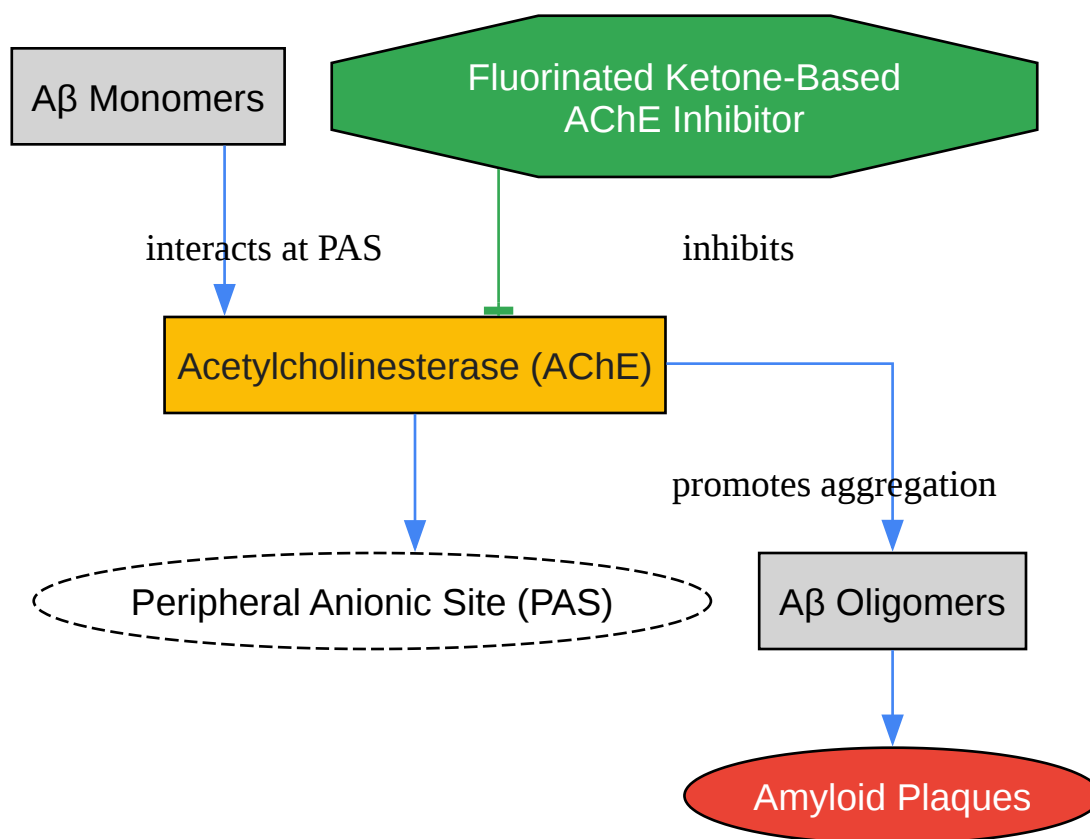 Aβ Monomers
Fluorinated Ketone-Based
AChE Inhibitor
interacts at PAS
inhibits
Acetylcholinesterase (AChE)
promotes aggregation
Peripheral Anionic Site (PAS)
Aβ Oligomers
Amyloid Plaques